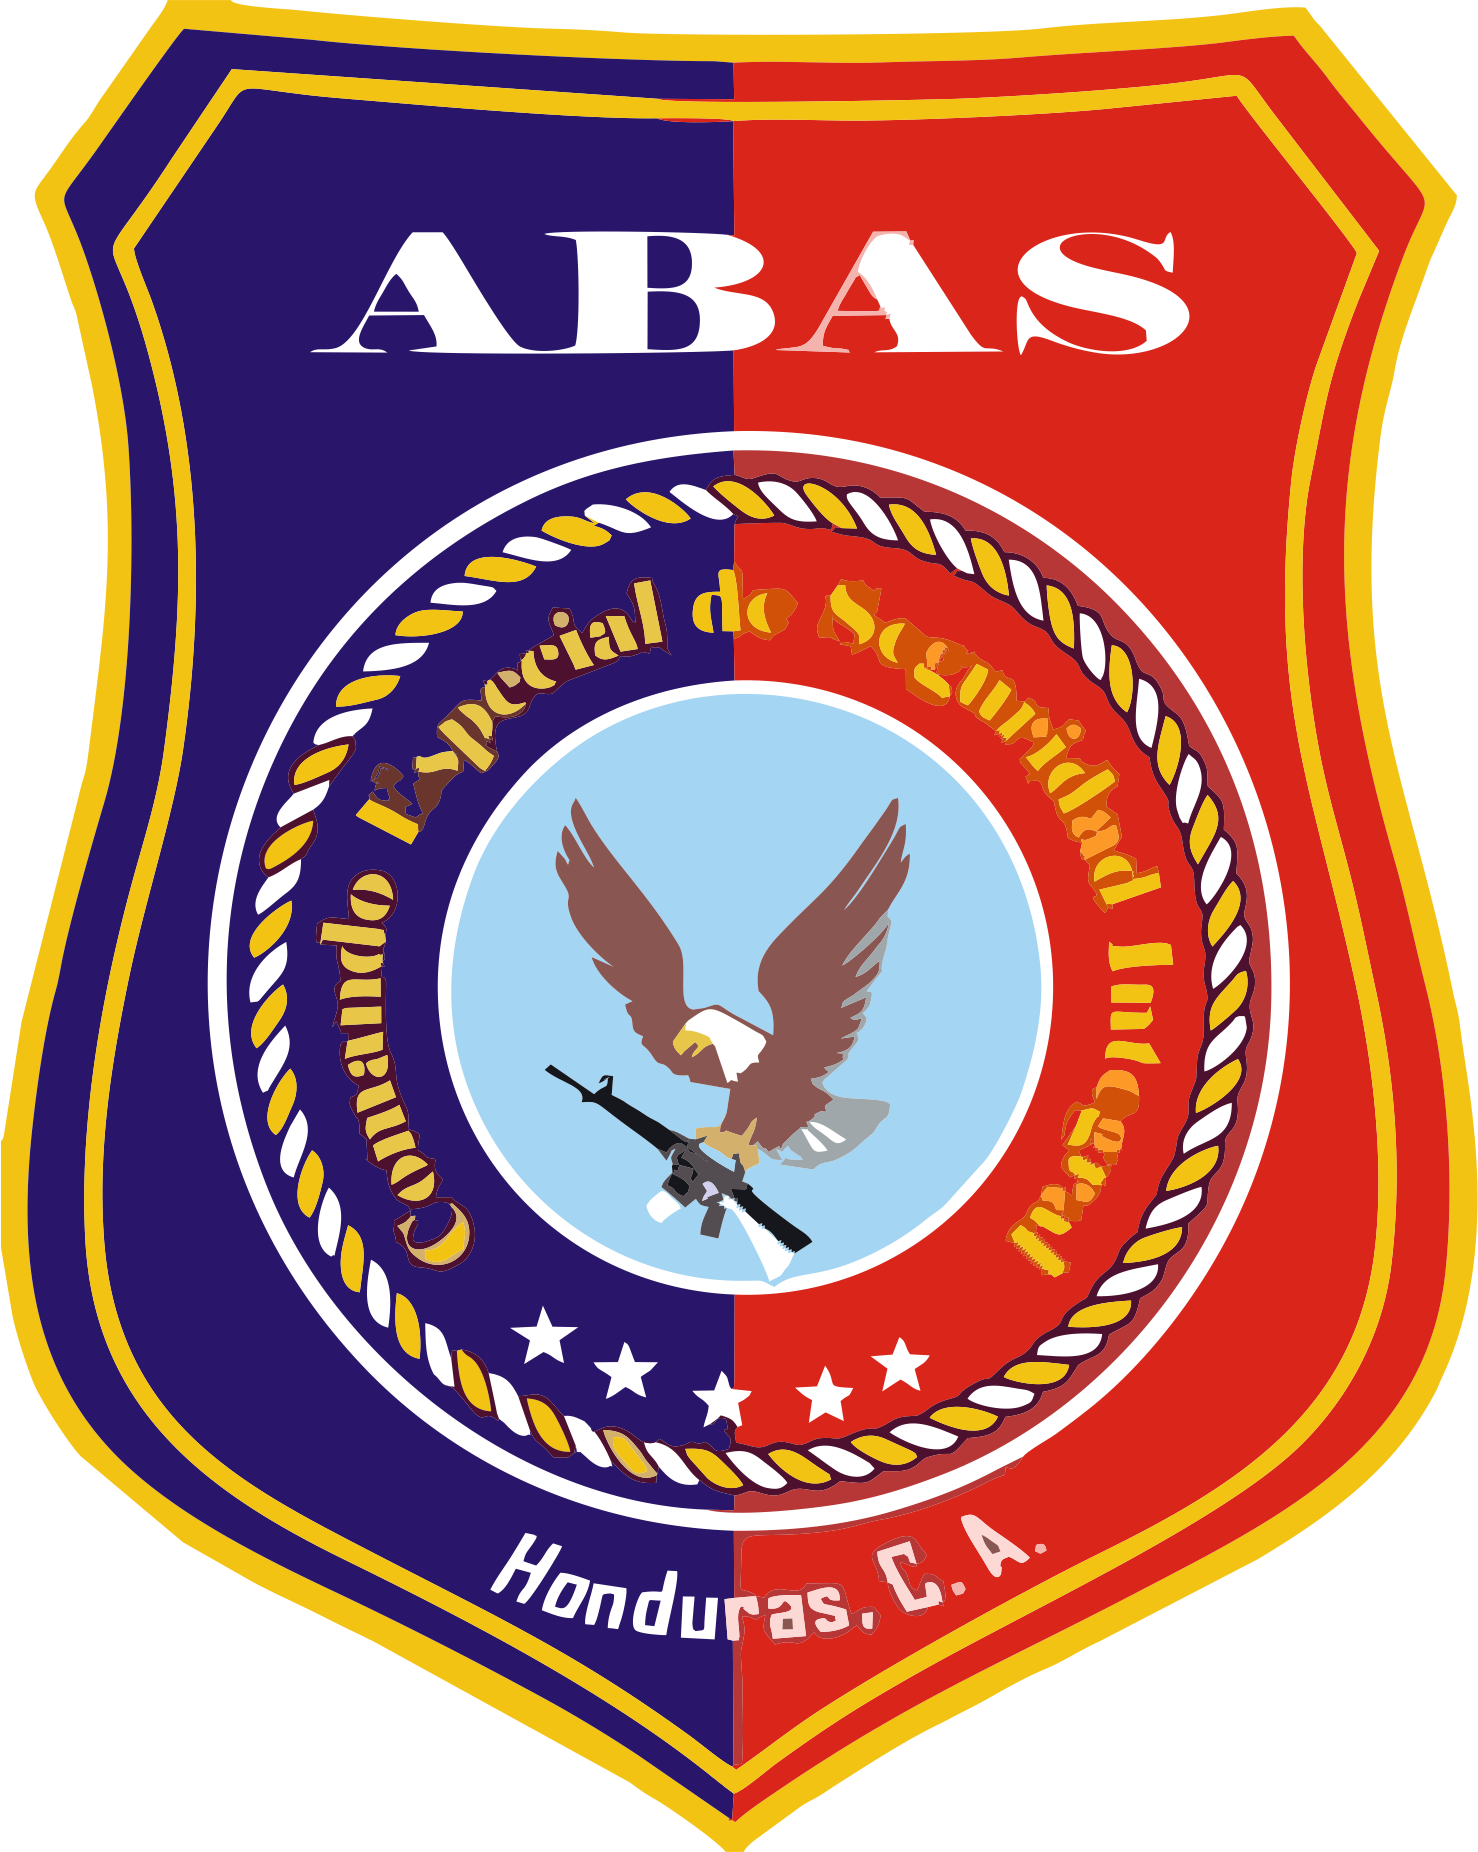 ABAS
Comando Especial de Seguridad Integral
Honduras. C. A.